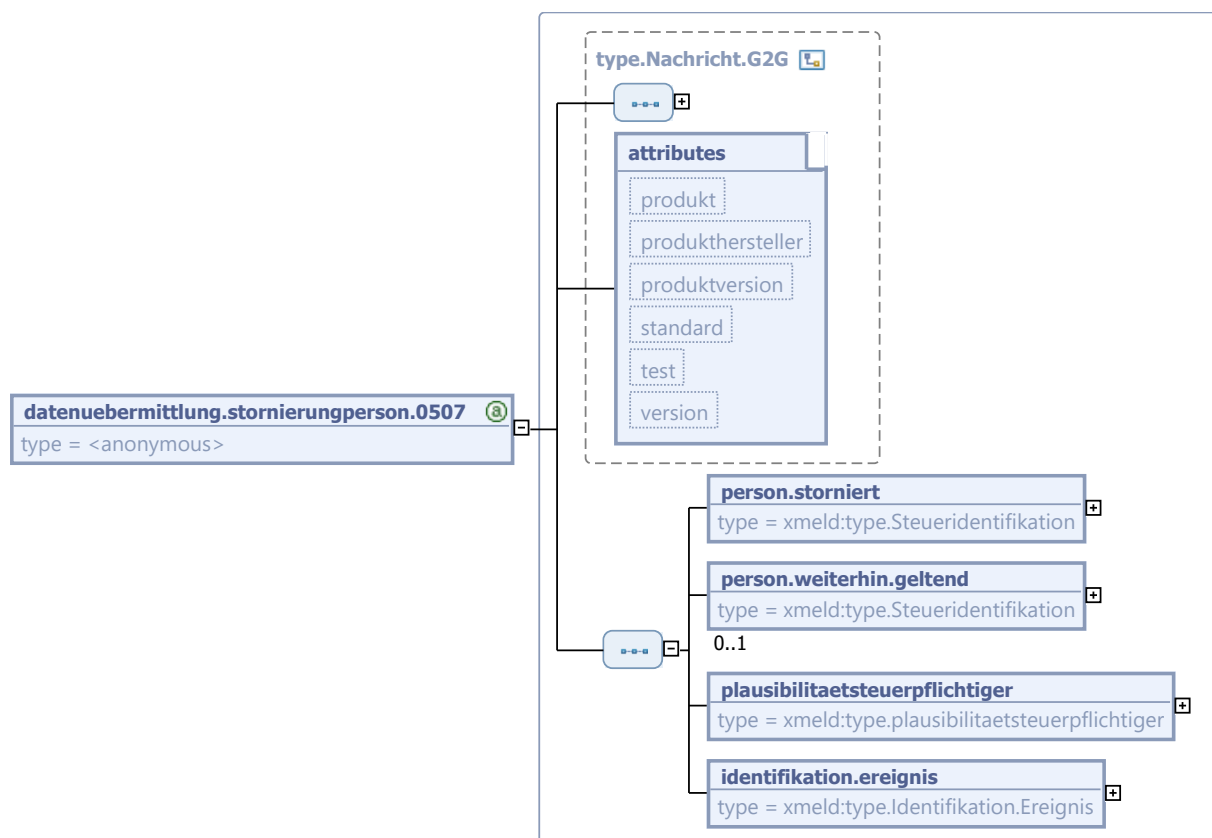 type.Nachricht.G2G
attributes
produkt
produkthersteller
produktversion
standard
test
version
datenuebermittlung.stornierungperson.0507
type = <anonymous>
person.storniert
type = xmeld:type.Steueridentifikation
person.weiterhin.geltend
type = xmeld:type.Steueridentifikation
0..1
plausibilitaetsteuerpflichtiger
type = xmeld:type.plausibilitaetsteuerpflichtiger
identifikation.ereignis
type = xmeld:type.Identifikation.Ereignis